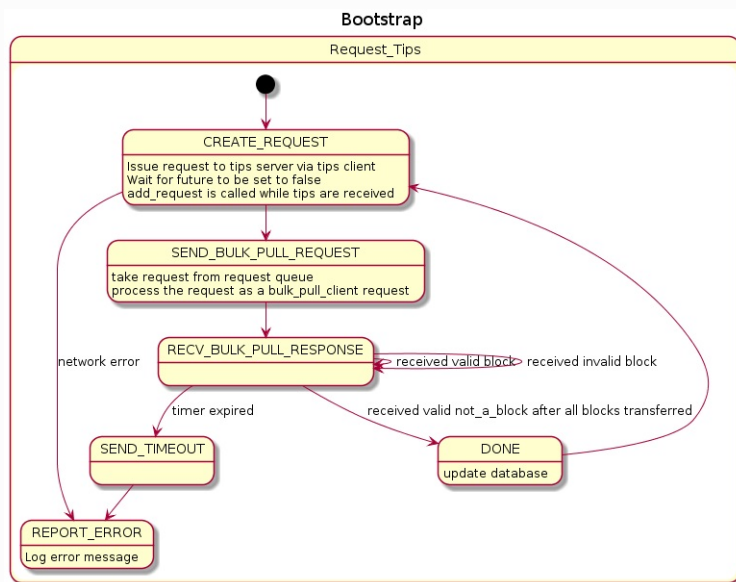 Bootstrap
Request_Tips
CREATE_REQUEST
Issue request to tips server via tips client
Wait for future to be set to false
add_request is called while tips are received
SEND_BULK_PULL_REQUEST
take request from request queue
process the request as a bulk_pull_client request
RECV_BULK_PULL_RESPONSE
network error
received valid block
received invalid block
timer expired
received valid not_a_block after all blocks transferred
SEND_TIMEOUT
DONE
update database
REPORT_ERROR
Log error message